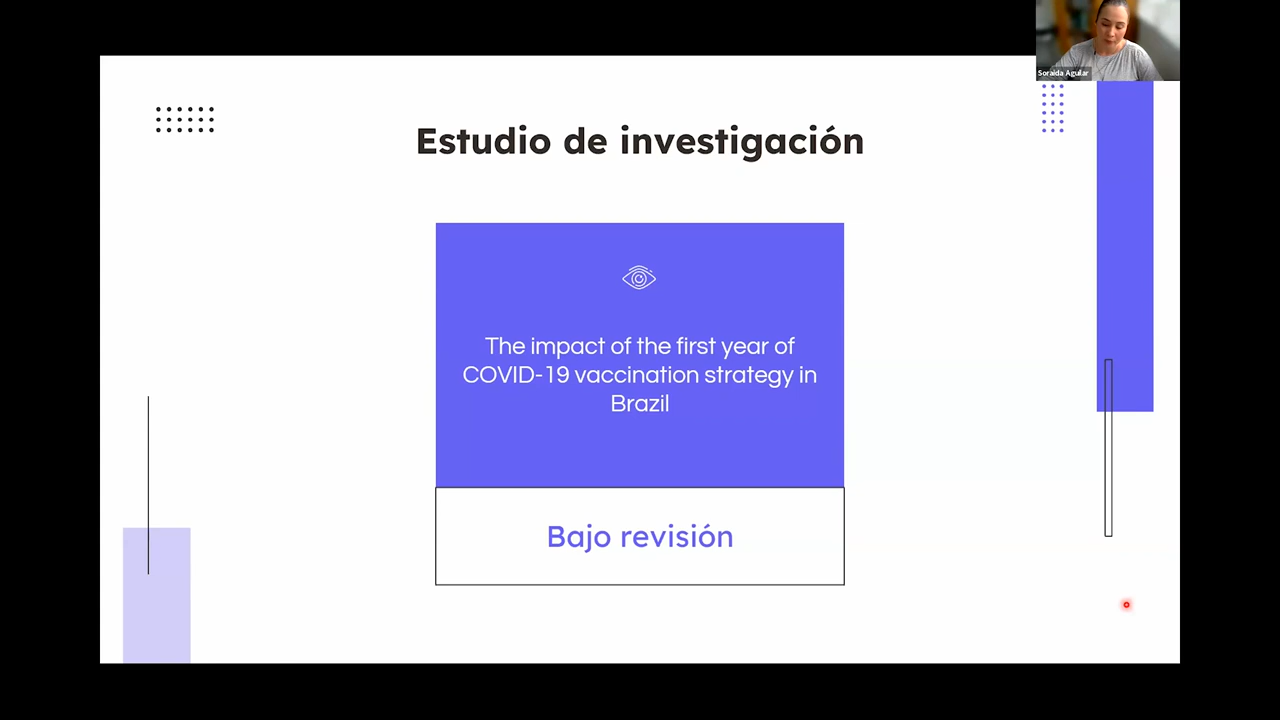 Soraida Aguilar
Estudio de investigación
The impact of the first year of
COVID-19 vaccination strategy in
Brazil
Bajo revisión